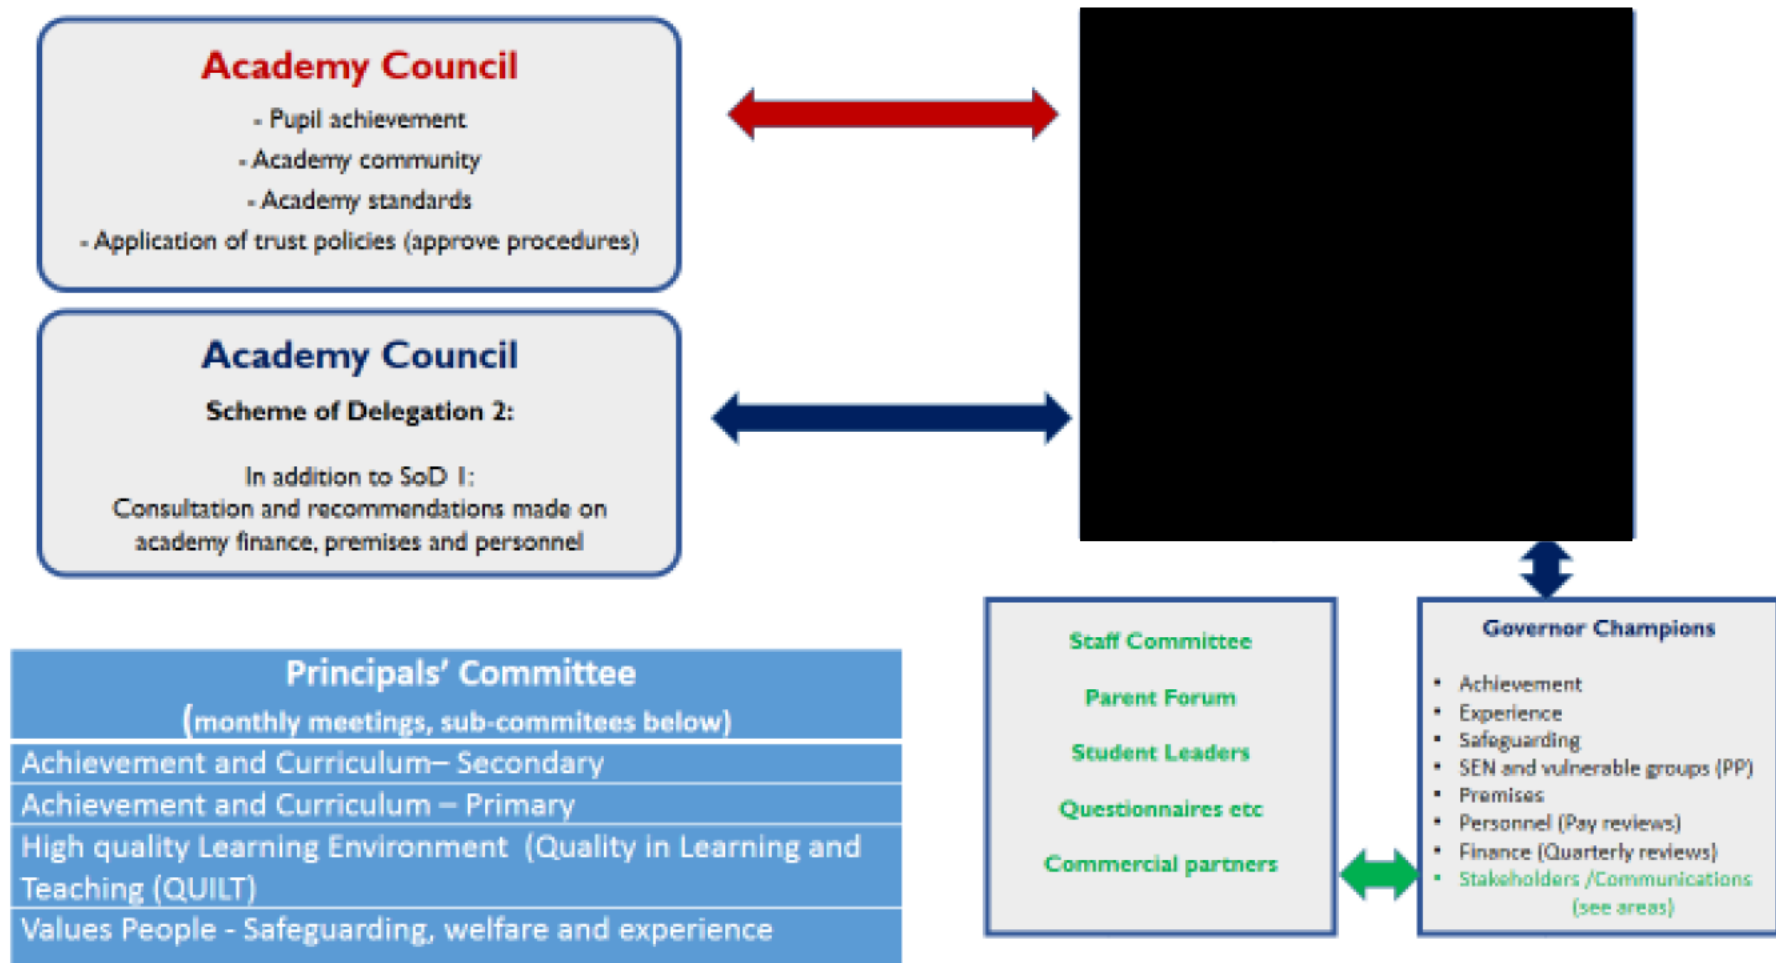 Academy Council
- Pupil achievement
- Academy community
- Academy standards
- Application of trust policies (approve procedures)
Academy Council
Scheme of Delegation 2:
In addition to SoD 1:
Consultation and recommendations made on
academy finance, premises and personnel
Principals' Committee
(monthly meetings, sub-commitees below)
Achievement and Curriculum– Secondary
Achievement and Curriculum – Primary
High quality Learning Environment (Quality in Learning and
Teaching (QUILT)
Values People - Safeguarding, welfare and experience
Staff Committee
Parent Forum
Student Leaders
Questionnaires etc
Commercial partners
Governor Champions
• Achievement
• Experience
• Safeguarding
• SEN and vulnerable groups (PP)
• Premises
• Personnel (Pay reviews)
• Finance (Quarterly reviews)
• Stakeholders /Communications
(see areas)